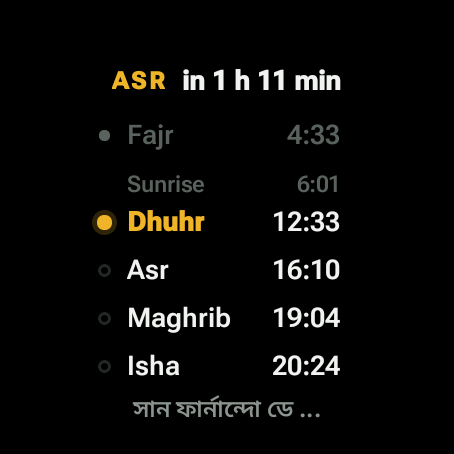 ASR in 1 h 11 min
Fajr 4:33
Sunrise 6:01
Dhuhr 12:33
Asr 16:10
Maghrib 19:04
Isha 20:24
সান ফার্নান্দো ডে ...